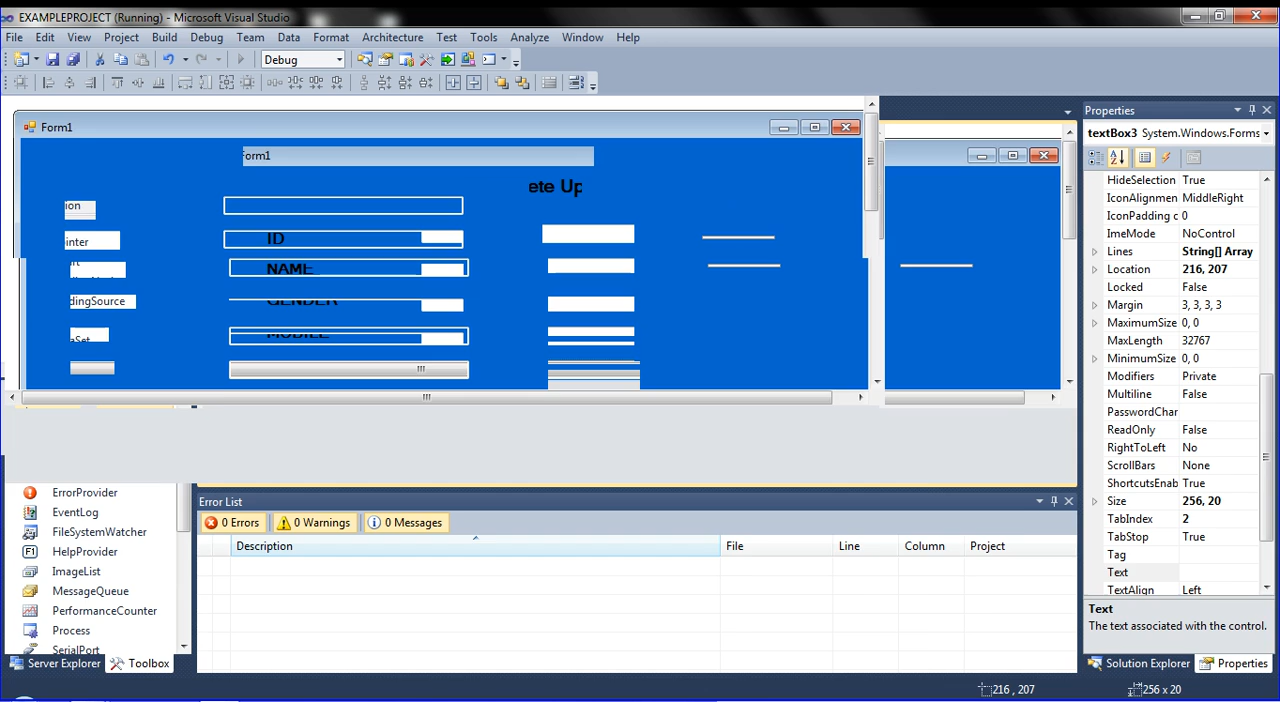 EXAMPLEPROJECT (Running) - Microsoft Visual Studio
File Edit View Project Build Debug Team Data Format Architecture Test Tools Analyze Window Help
Debug
Form1
Form1
ete Up
ion
ID
inter
NAME
GENDER
dingSource
MOBILE
aSet
Properties
textBox3 System.Windows.Forms
HideSelection True
IconAlignmen MiddleRight
IconPadding c 0
ImeMode NoControl
Lines String[] Array
Location 216, 207
Locked False
Margin 3, 3, 3, 3
MaximumSize 0, 0
MaxLength 32767
MinimumSize 0, 0
Modifiers Private
Multiline False
PasswordChar
ReadOnly False
RightToLeft No
ScrollBars None
ShortcutsEnab True
Size 256, 20
TabIndex 2
TabStop True
Tag
Text
TextAlign Left
Text
The text associated with the control.
Solution Explorer Properties
ErrorProvider
EventLog
FileSystemWatcher
HelpProvider
ImageList
MessageQueue
PerformanceCounter
Process
SerialPort
Server Explorer Toolbox
Error List
0 Errors 0 Warnings 0 Messages
Description File Line Column Project
216 , 207 256 x 20